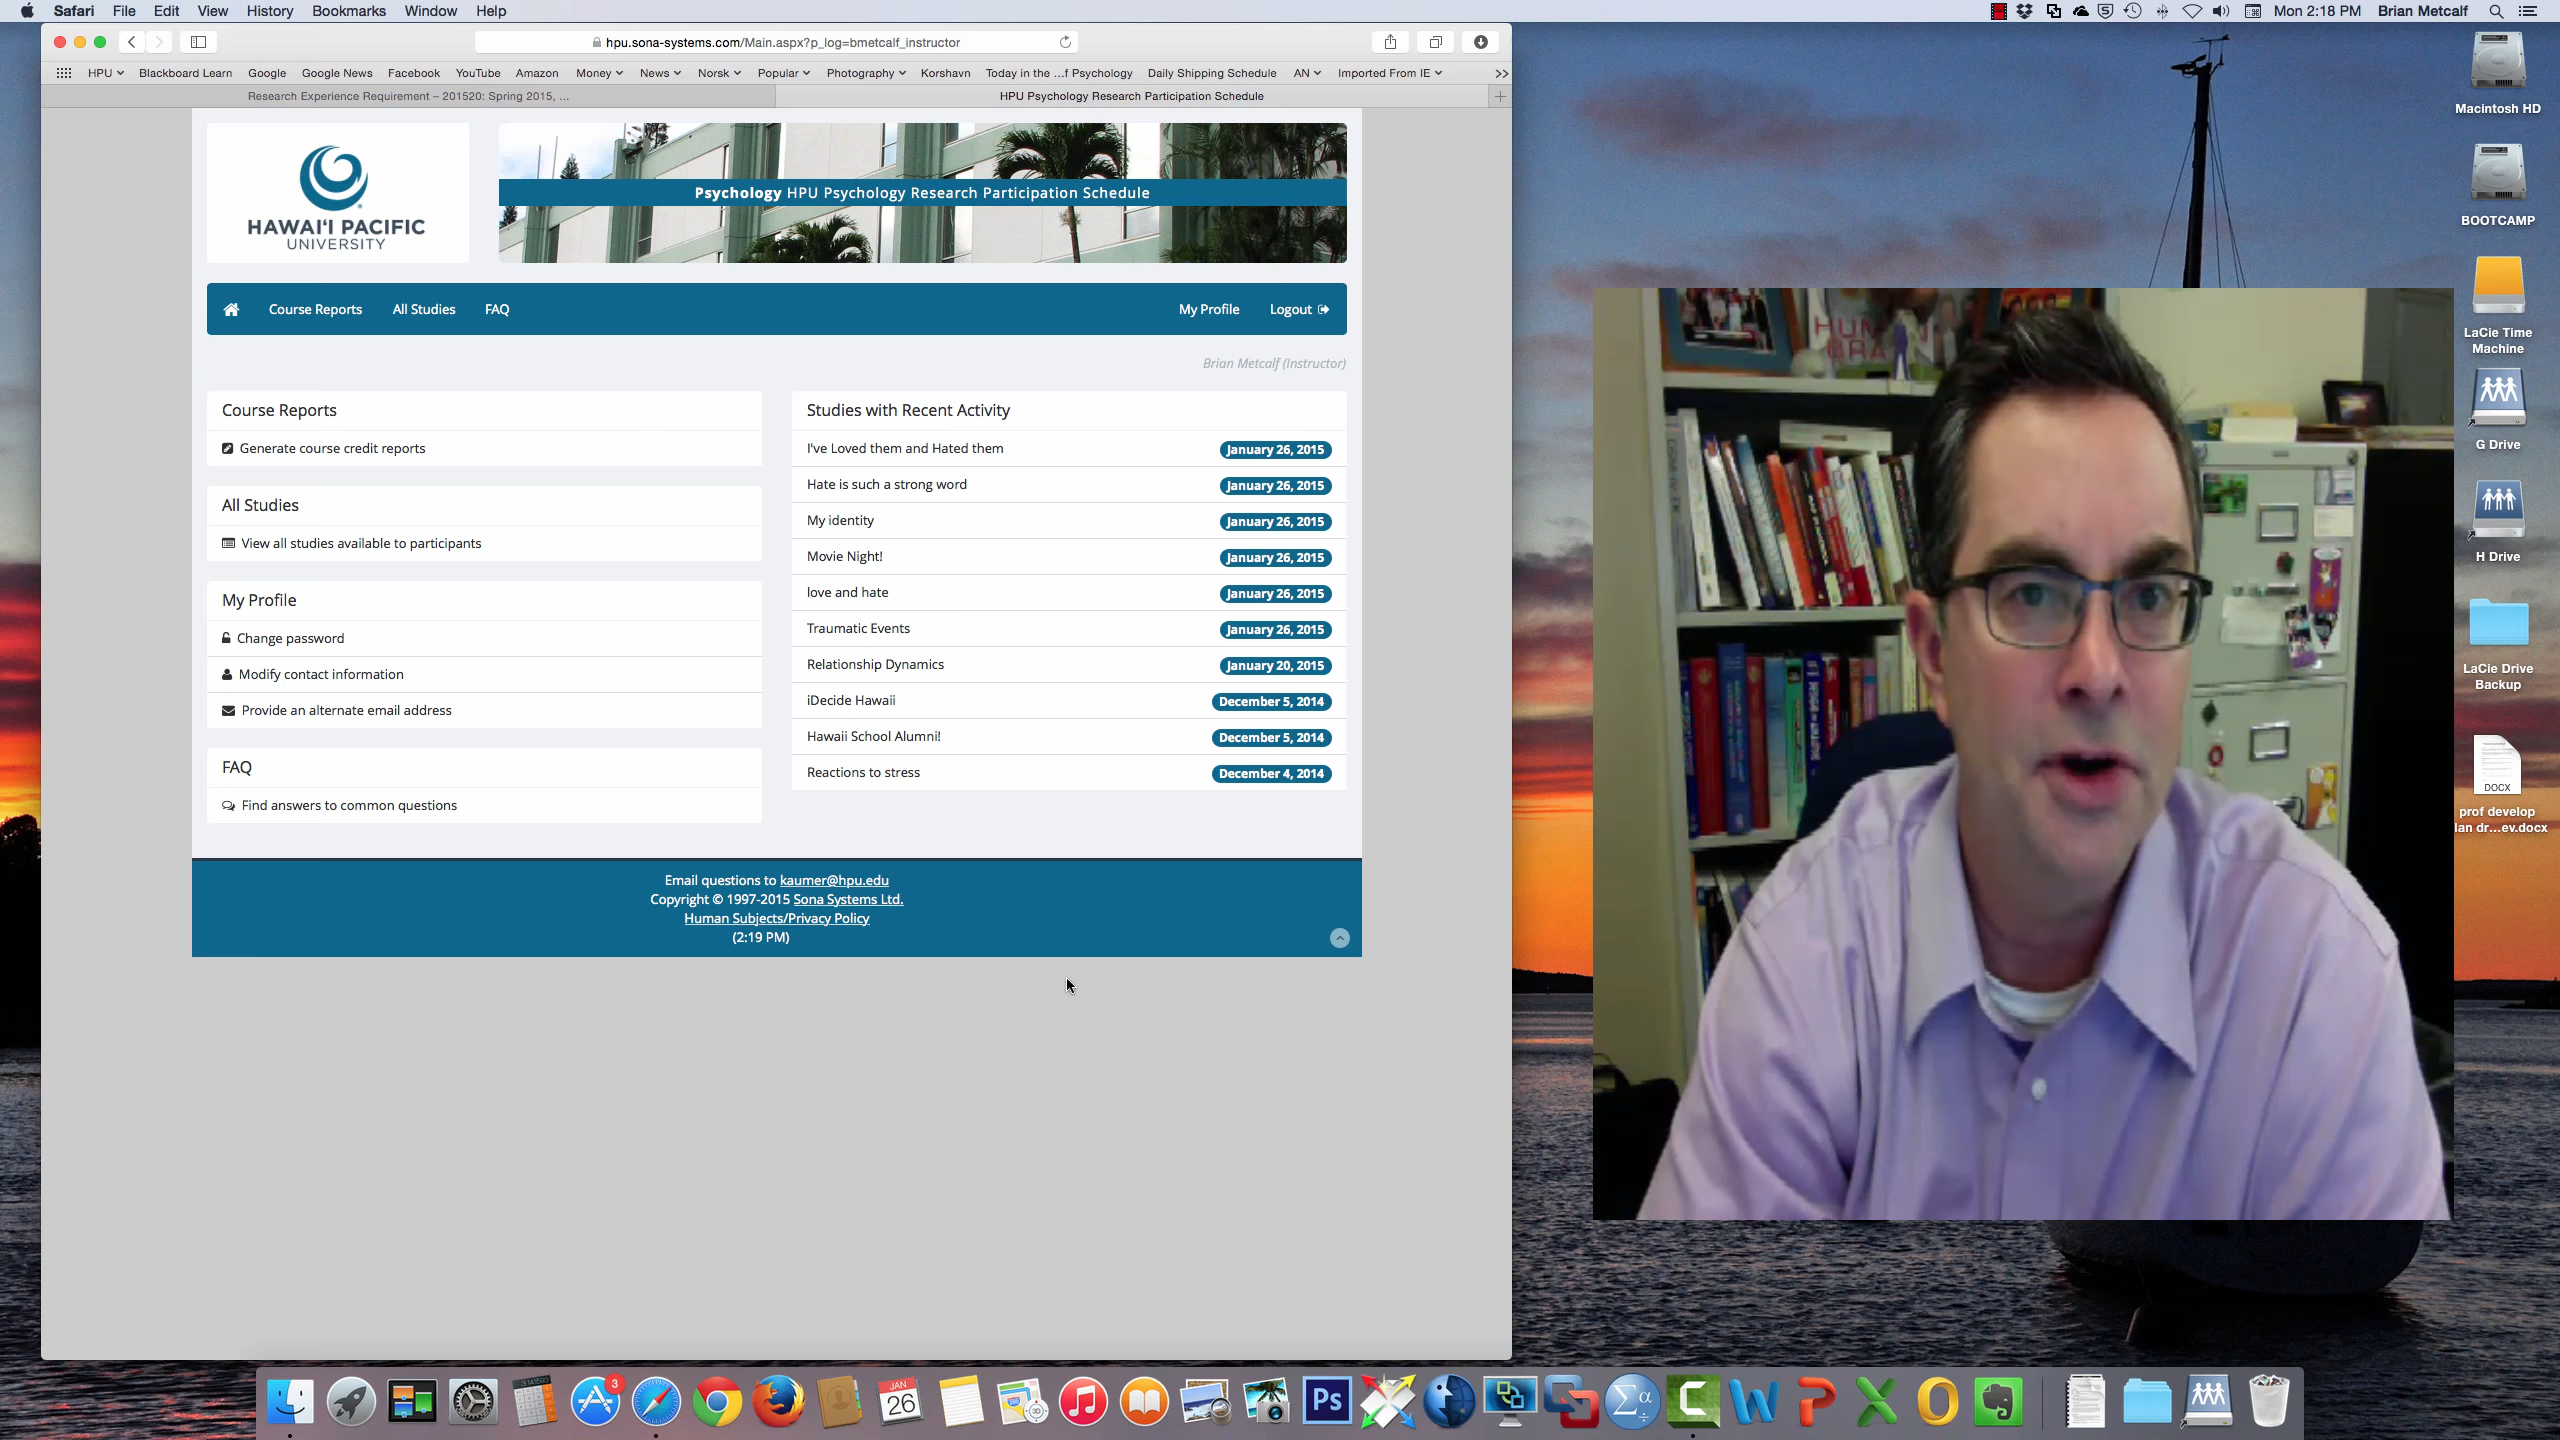 Safari File Edit View History Bookmarks Window Help
Mon 2:18 PM Brian Metcalf
hpu.sona-systems.com/Main.aspx?p_log=bmetcalf_instructor
HPU Blackboard Learn Google Google News Facebook YouTube Amazon Money News Norsk Popular Photography Korshavn Today in the ...f Psychology Daily Shipping Schedule AN Imported From IE
Research Experience Requirement – 201520: Spring 2015, ...
HPU Psychology Research Participation Schedule
HAWAI'I PACIFIC
UNIVERSITY
Psychology HPU Psychology Research Participation Schedule
Course Reports All Studies FAQ My Profile Logout
Brian Metcalf (Instructor)
Course Reports
Generate course credit reports
All Studies
View all studies available to participants
My Profile
Change password
Modify contact information
Provide an alternate email address
FAQ
Find answers to common questions
Studies with Recent Activity
I've Loved them and Hated them January 26, 2015
Hate is such a strong word January 26, 2015
My identity January 26, 2015
Movie Night! January 26, 2015
love and hate January 26, 2015
Traumatic Events January 26, 2015
Relationship Dynamics January 20, 2015
iDecide Hawaii December 5, 2014
Hawaii School Alumni! December 5, 2014
Reactions to stress December 4, 2014
Email questions to kaumer@hpu.edu
Copyright © 1997-2015 Sona Systems Ltd.
Human Subjects/Privacy Policy
(2:19 PM)
Macintosh HD
BOOTCAMP
LaCie Time
Machine
G Drive
H Drive
LaCie Drive
Backup
DOCX
prof develop
lan dr...ev.docx
3
JAN
26
Ps